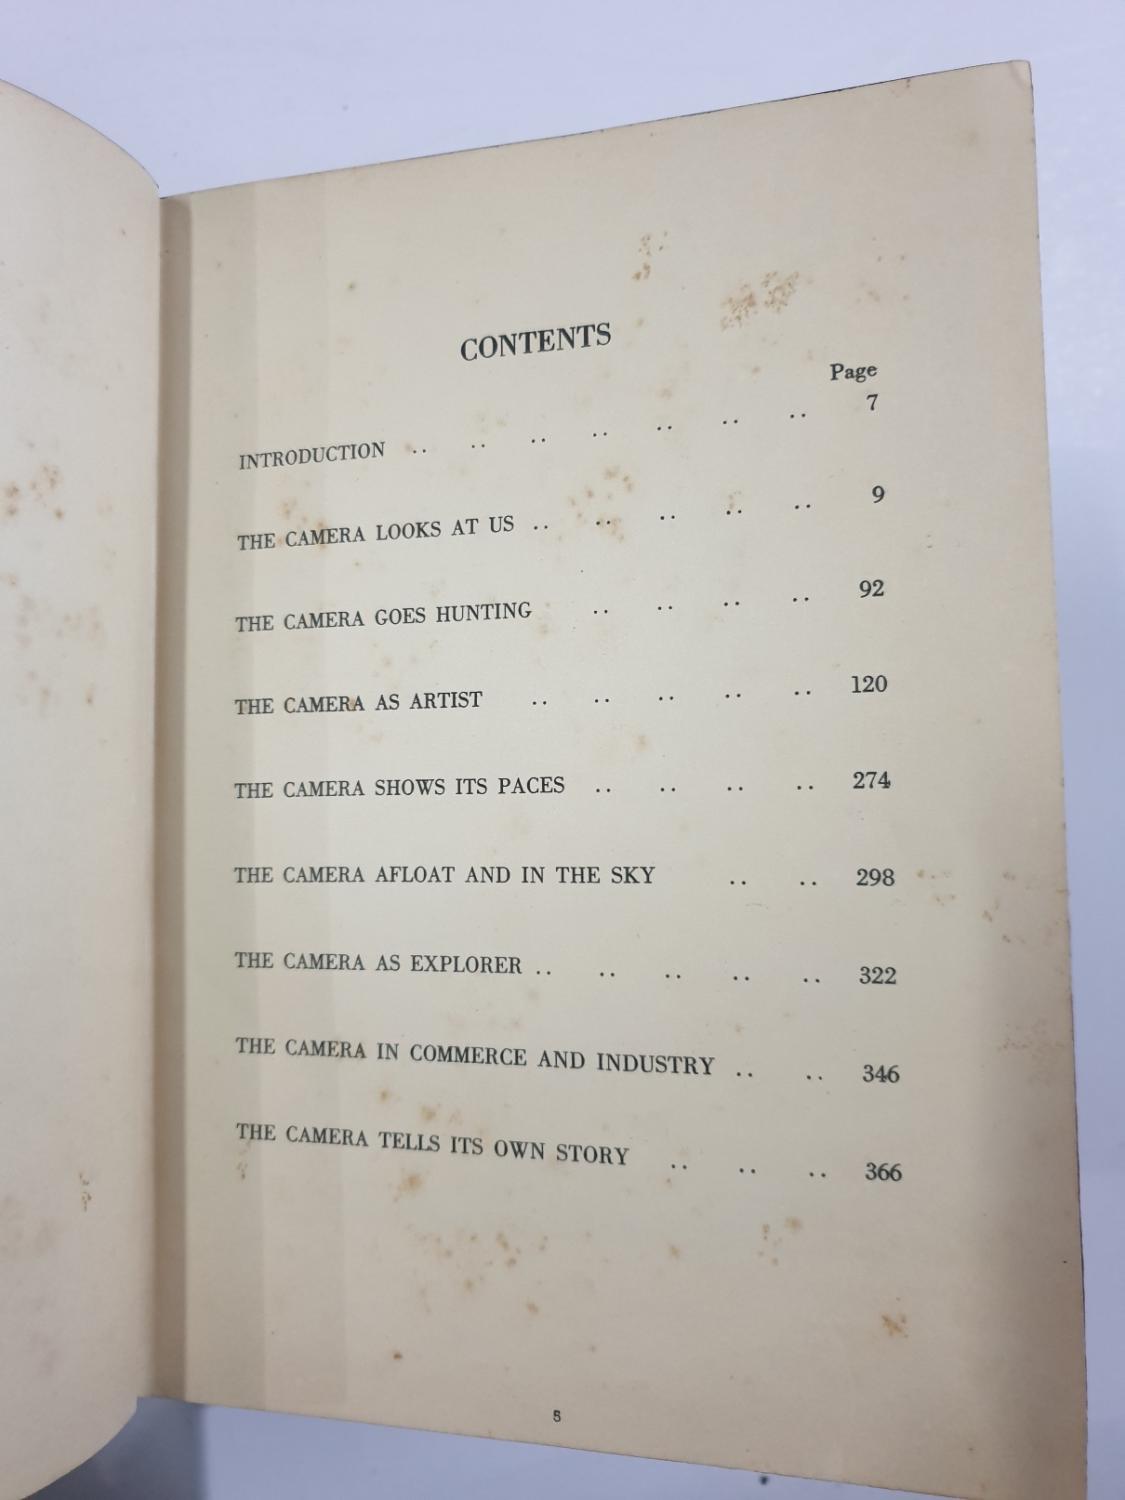 CONTENTS
Page
INTRODUCTION .. .. .. .. .. .. .. 7
THE CAMERA LOOKS AT US .. .. .. .. .. 9
THE CAMERA GOES HUNTING .. .. .. .. 92
THE CAMERA AS ARTIST .. .. .. .. .. 120
THE CAMERA SHOWS ITS PACES .. .. .. .. 274
THE CAMERA AFLOAT AND IN THE SKY .. .. 298
THE CAMERA AS EXPLORER .. .. .. .. .. 322
THE CAMERA IN COMMERCE AND INDUSTRY .. .. 346
THE CAMERA TELLS ITS OWN STORY .. .. .. 366
5